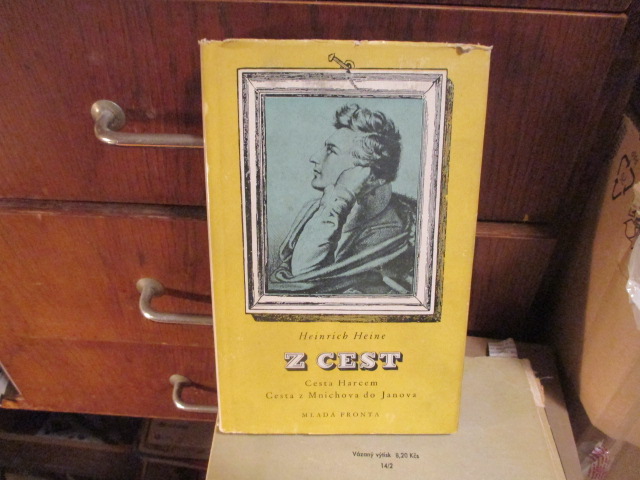 Heinrich Heine
Z CEST
Cesta Harcem
Cesta z Mnichova do Janova
MLADÁ FRONTA
Vázaný výtisk 8,20 Kčs
14/2